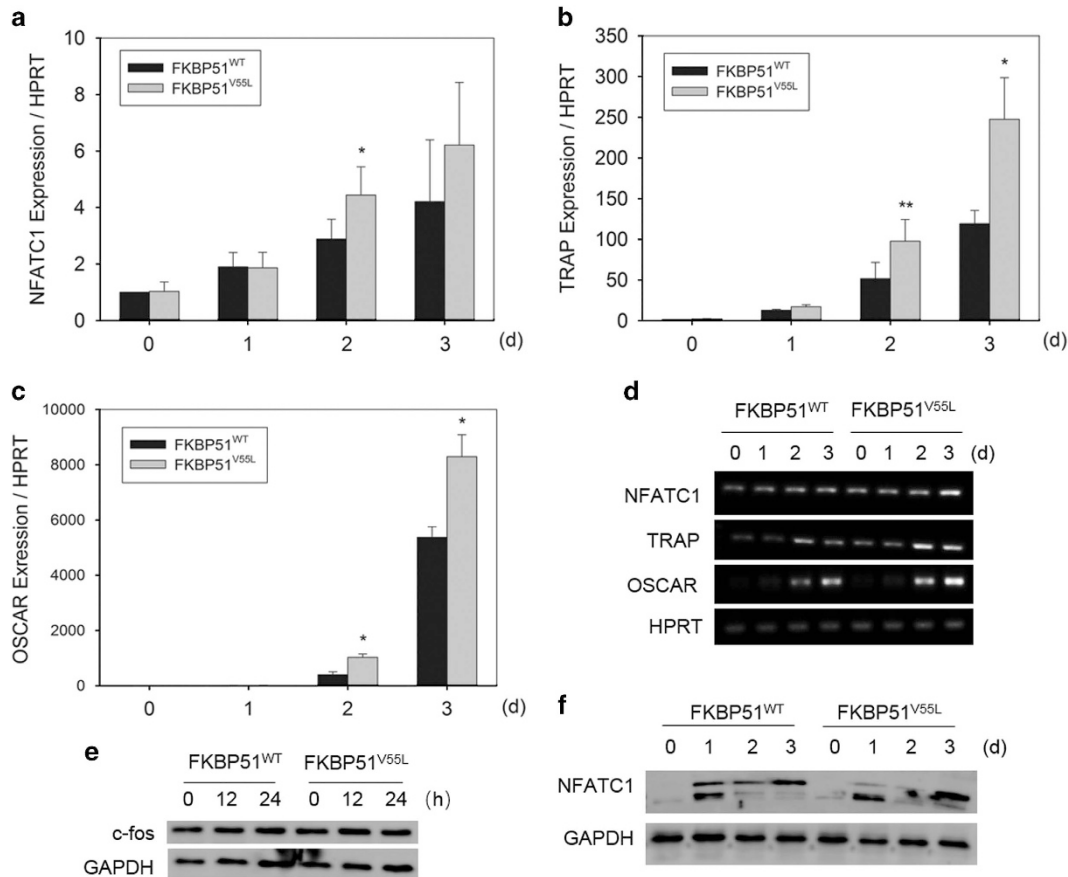 a
NFATC1 Expression / HPRT
10
8
6
4
2
0
FKBP51WT
FKBP51V55L
*
0 1 2 3 (d)
b
TRAP Expression / HPRT
350
300
250
200
150
100
50
0
FKBP51WT
FKBP51V55L
**
*
0 1 2 3 (d)
c
OSCAR Exression / HPRT
10000
8000
6000
4000
2000
0
FKBP51WT
FKBP51V55L
*
*
0 1 2 3 (d)
d
FKBP51WT FKBP51V55L
0 1 2 3 0 1 2 3 (d)
NFATC1
TRAP
OSCAR
HPRT
e
FKBP51WT FKBP51V55L
0 12 24 0 12 24 (h)
c-fos
GAPDH
f
FKBP51WT FKBP51V55L
0 1 2 3 0 1 2 3 (d)
NFATC1
GAPDH